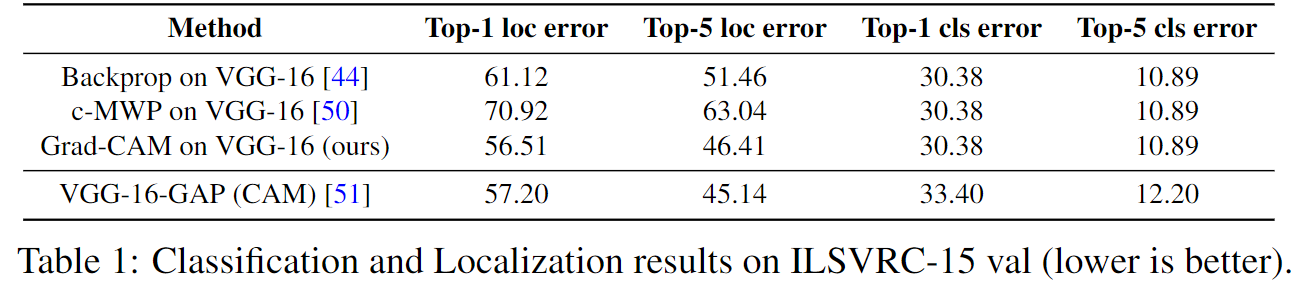 Method Top-1 loc error Top-5 loc error Top-1 cls error Top-5 cls error
Backprop on VGG-16 [44] 61.12 51.46 30.38 10.89
c-MWP on VGG-16 [50] 70.92 63.04 30.38 10.89
Grad-CAM on VGG-16 (ours) 56.51 46.41 30.38 10.89
VGG-16-GAP (CAM) [51] 57.20 45.14 33.40 12.20
Table 1: Classification and Localization results on ILSVRC-15 val (lower is better).